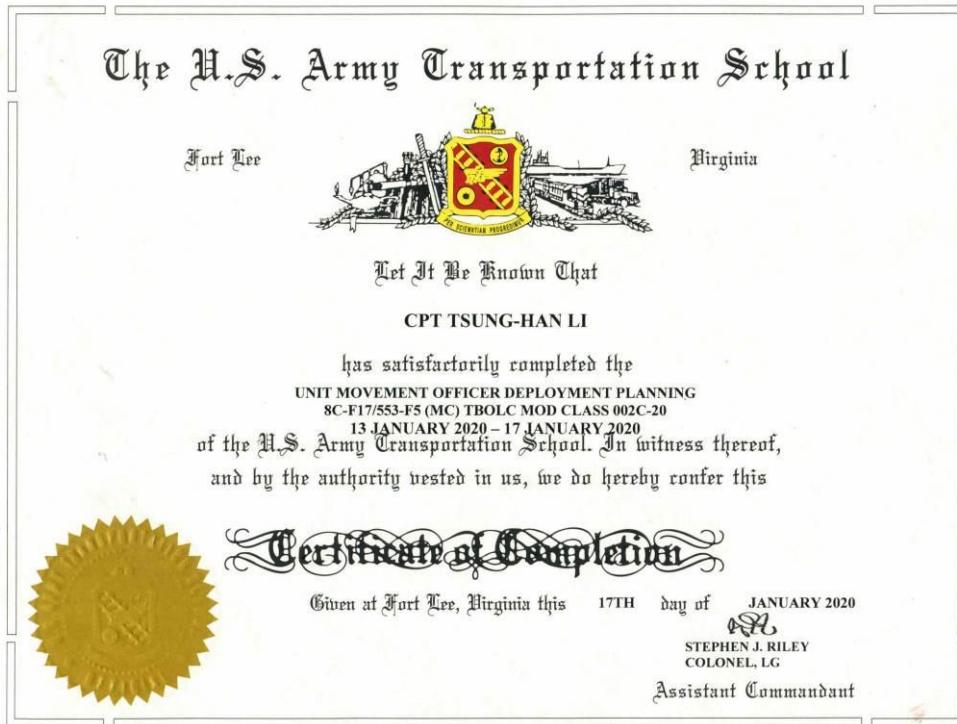 The U.S. Army Transportation School
Fort Lee
Virginia
PER SCIENTIAM PROGREDIMUR
Let It Be Known That
CPT TSUNG-HAN LI
has satisfactorily completed the
UNIT MOVEMENT OFFICER DEPLOYMENT PLANNING
8C-F17/553-F5 (MC) TBOLC MOD CLASS 002C-20
13 JANUARY 2020 – 17 JANUARY 2020
of the U.S. Army Transportation School. In witness thereof,
and by the authority vested in us, we do hereby confer this
Certificate of Completion
Given at Fort Lee, Virginia this 17TH day of JANUARY 2020
STEPHEN J. RILEY
COLONEL, LG
Assistant Commandant